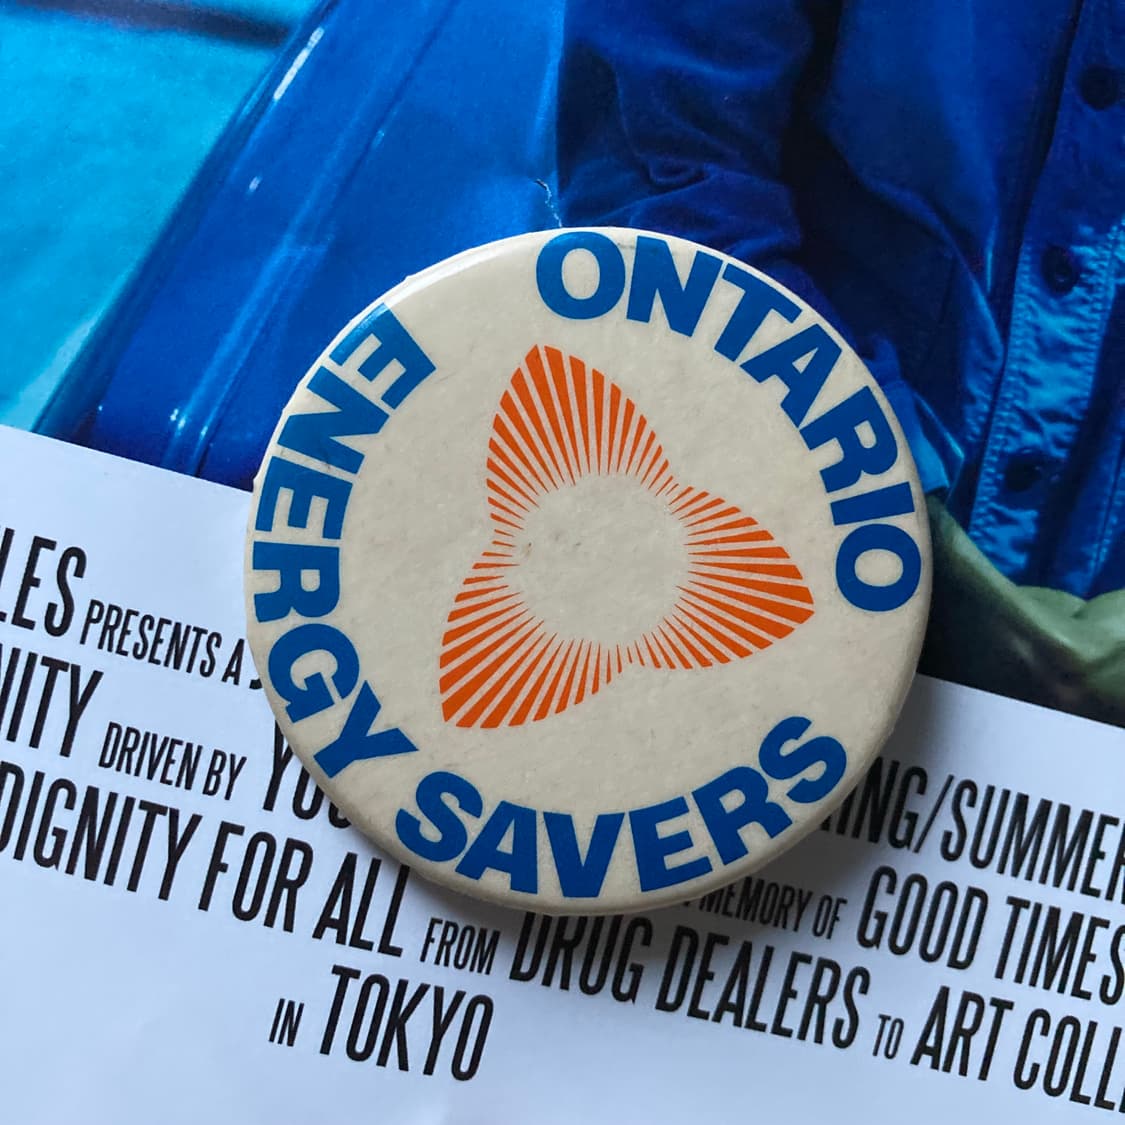 ONTARIO
ENERGY SAVERS
PRESENTS A
DRIVEN BY
DIGNITY FOR ALL FROM DRUG DEALERS TO ART
IN TOKYO
/SUMMER
MEMORY OF GOOD TIMES